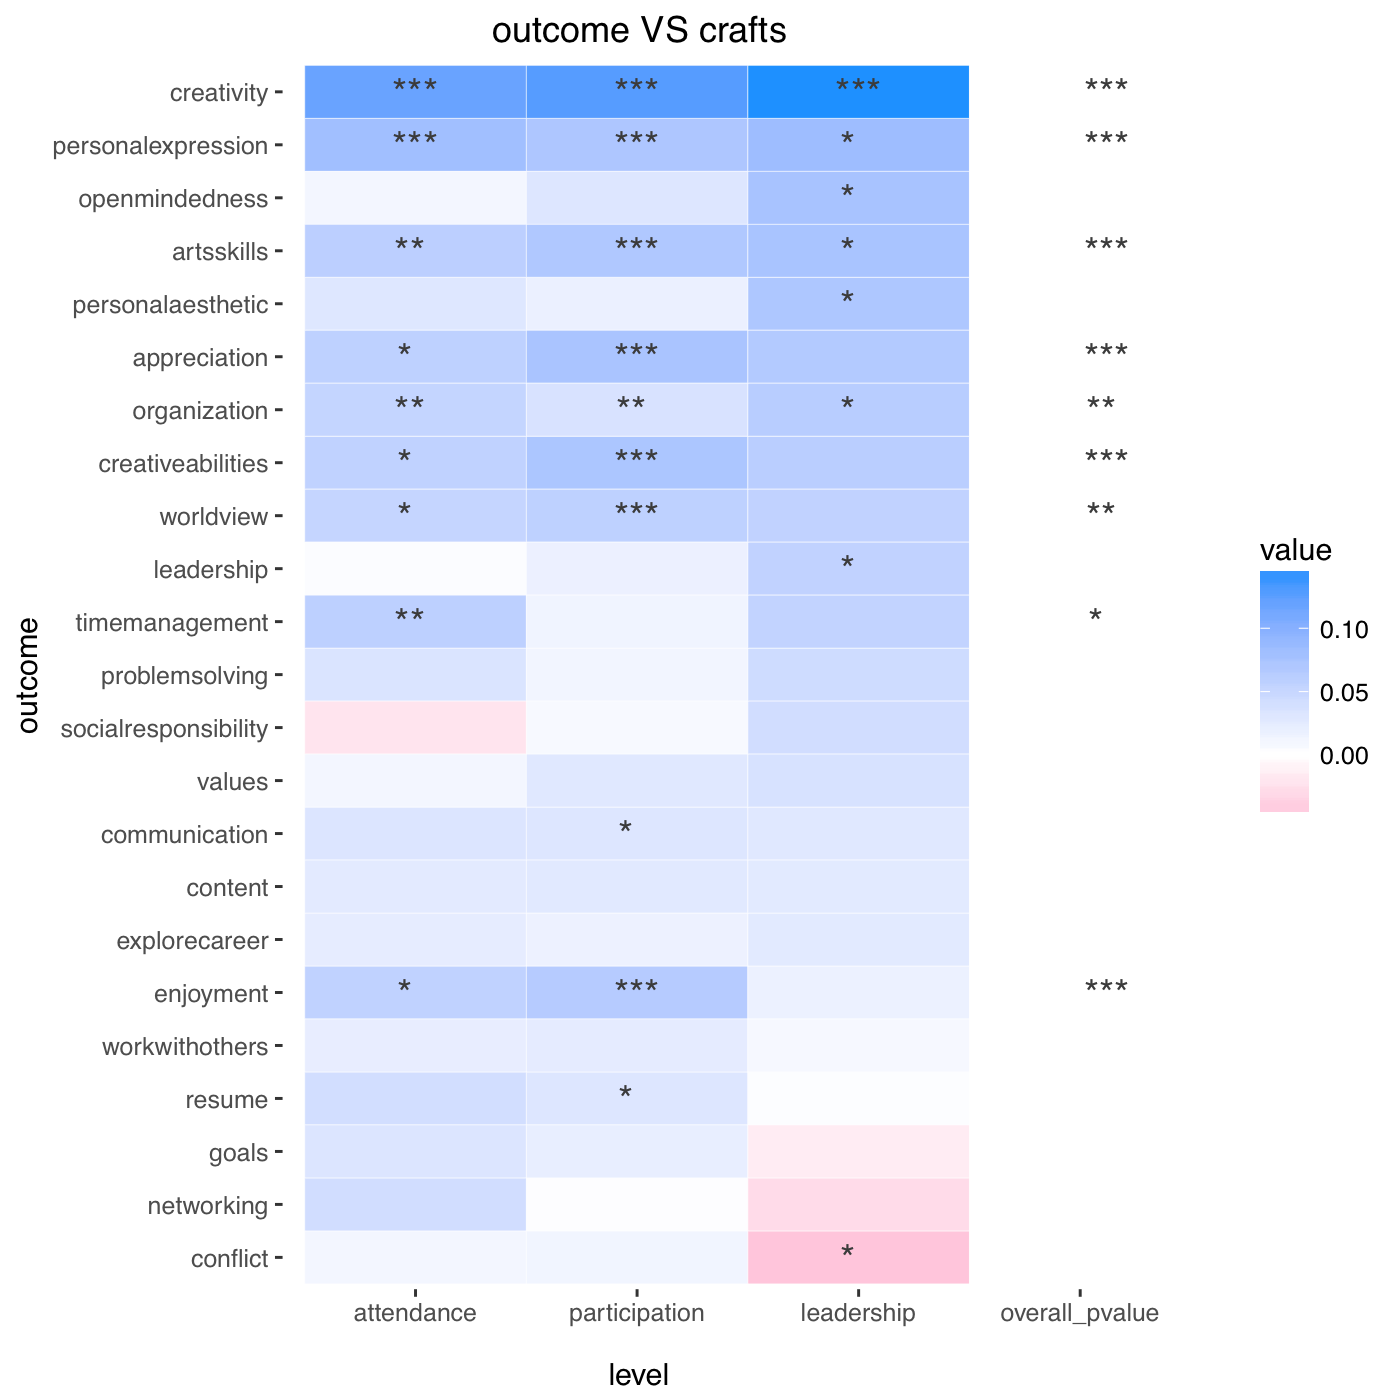 outcome VS crafts
creativity *** *** *** ***
personalexpression *** *** * ***
openmindedness *
artsskills ** *** * ***
personalaesthetic *
appreciation * *** ***
organization ** ** * **
creativeabilities * *** ***
worldview * *** **
leadership *
timemanagement ** *
problemsolving
socialresponsibility
values
communication *
content
explorecareer
enjoyment * *** ***
workwithothers
resume *
goals
networking
conflict *
outcome
attendance participation leadership overall_pvalue
level
value
0.10
0.05
0.00